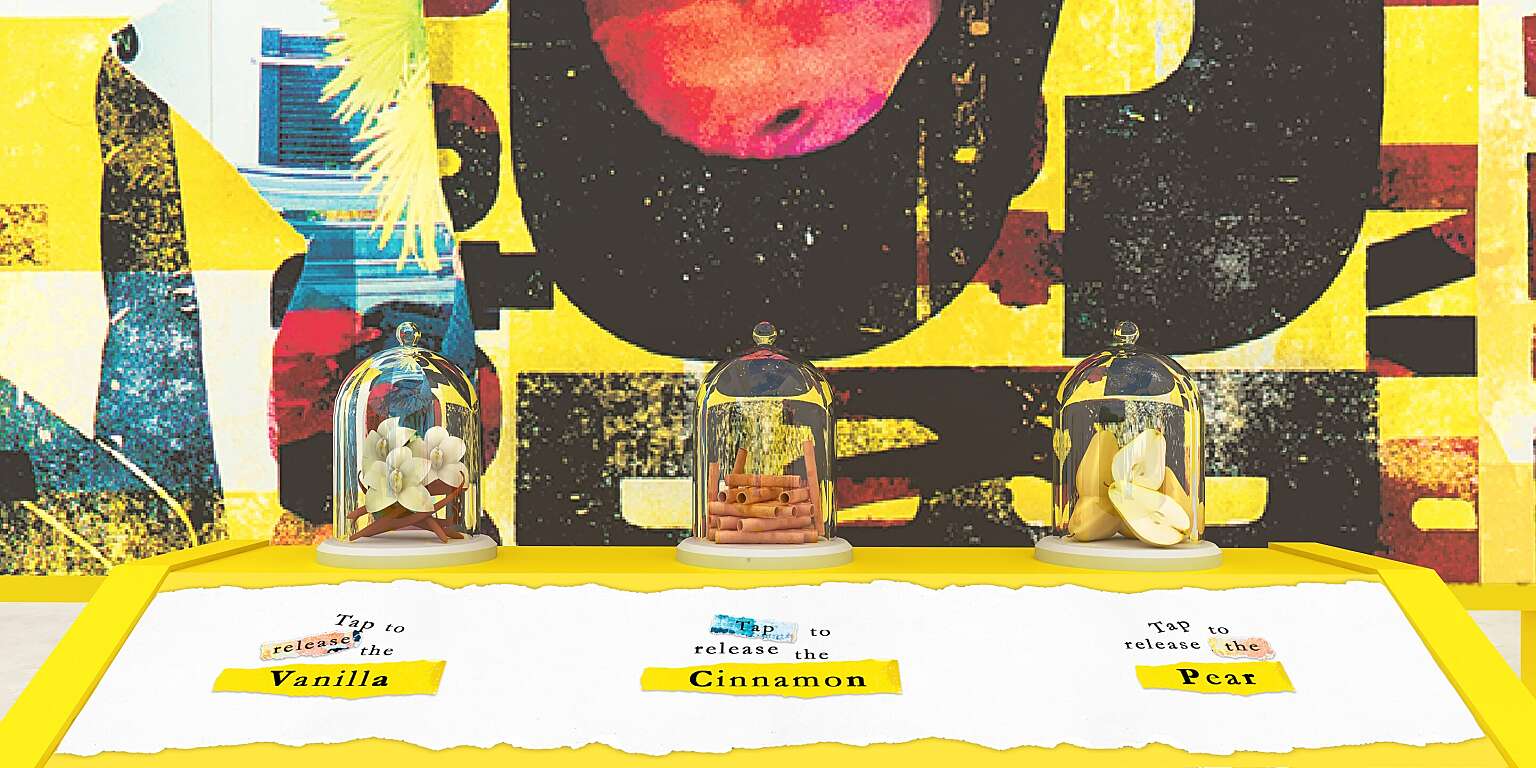 Tap to
release the
Vanilla
Tap to
release the
Cinnamon
Tap to
release the
Pear